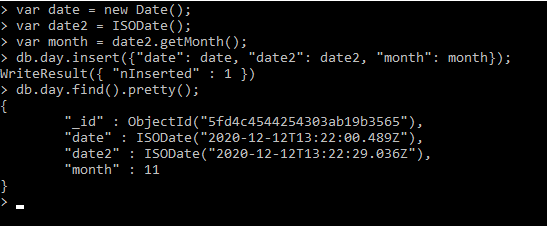 > var date = new Date();
> var date2 = ISODate();
> var month = date2.getMonth();
> db.day.insert({"date": date, "date2": date2, "month": month});
WriteResult({ "nInserted" : 1 })
> db.day.find().pretty();
{
        "_id" : ObjectId("5fd4c4544254303ab19b3565"),
        "date" : ISODate("2020-12-12T13:22:00.489Z"),
        "date2" : ISODate("2020-12-12T13:22:29.036Z"),
        "month" : 11
}
>